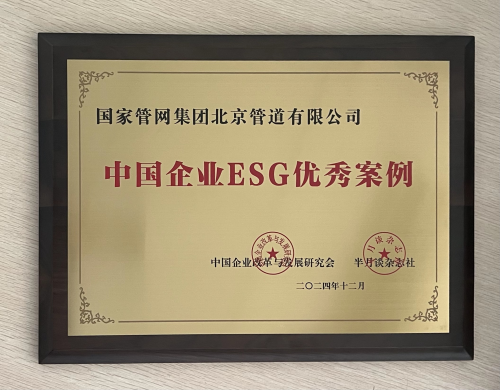 国家管网集团北京管道有限公司
中国企业ESG优秀案例
中国企业改革与发展研究会 半月谈杂志社
二〇二四年十二月